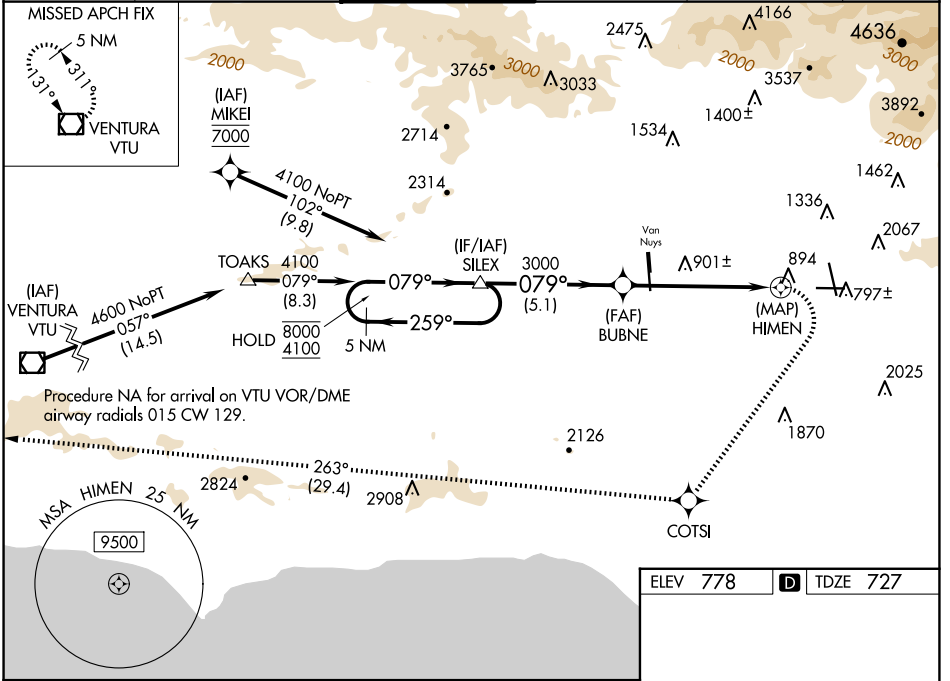 MISSED APCH FIX
5 NM
311°
131°
VENTURA
VTU
2000
(IAF)
MIKEI
7000
4100 NoPT
102°
(9.8)
3765
3000
3033
2714
2314
2475
4166
2000
3537
4636
3000
1400±
3892
2000
1534
1462
1336
2067
(IAF)
VENTURA
VTU
4600 NoPT
057°
(14.5)
TOAKS
4100
079°
(8.3)
079°
259°
HOLD
8000
4100
5 NM
(IF/IAF)
SILEX
3000
079°
(5.1)
(FAF)
BUBNE
Van
Nuys
901±
894
797±
(MAP)
HIMEN
Procedure NA for arrival on VTU VOR/DME
airway radials 015 CW 129.
2025
1870
2126
263°
(29.4)
2824
2908
COTSI
MSA HIMEN 25 NM
9500
ELEV 778 D TDZE 727